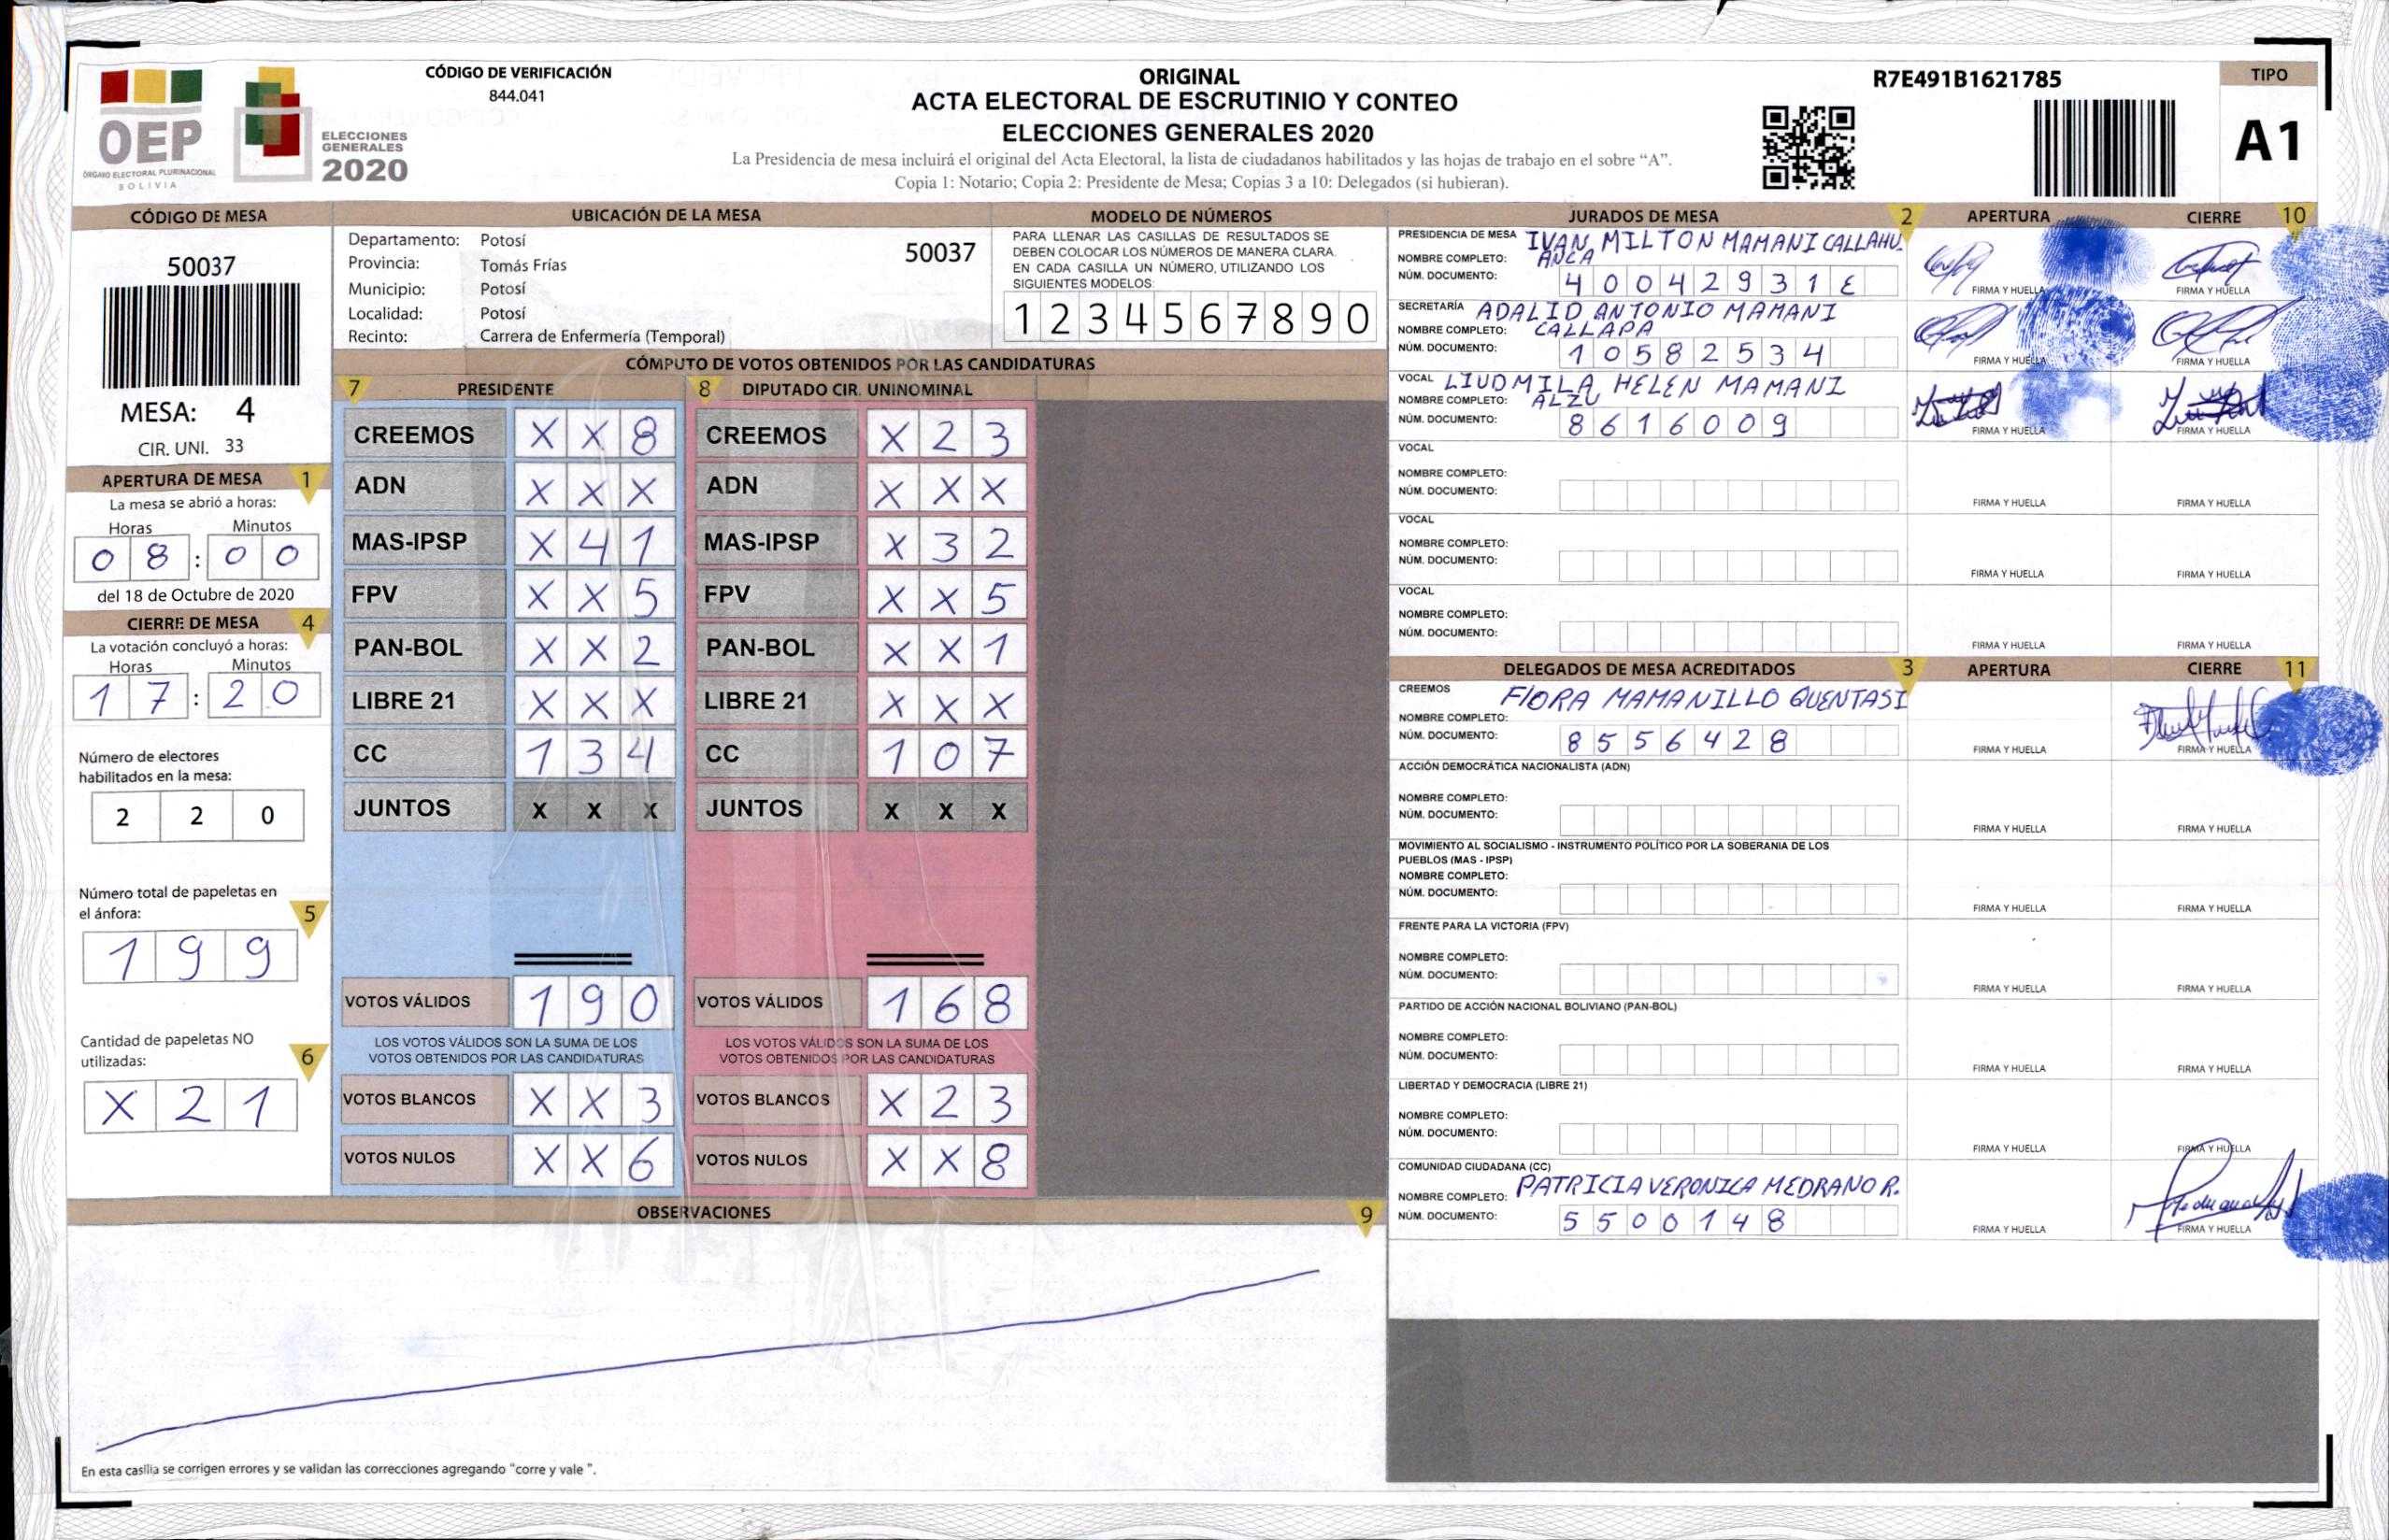 OEP
ÓRGANO ELECTORAL PLURINACIONAL
BOLIVIA
ELECCIONES
GENERALES
2020
CÓDIGO DE VERIFICACIÓN
844.041
ORIGINAL
ACTA ELECTORAL DE ESCRUTINIO Y CONTEO
ELECCIONES GENERALES 2020
La Presidencia de mesa incluirá el original del Acta Electoral, la lista de ciudadanos habilitados y las hojas de trabajo en el sobre “A”.
Copia 1: Notario; Copia 2: Presidente de Mesa; Copias 3 a 10: Delegados (si hubieran).
R7E491B1621785
TIPO
A1
CÓDIGO DE MESA
50037
MESA: 4
CIR. UNI. 33
APERTURA DE MESA 1
La mesa se abrió a horas:
Horas Minutos
0 8 : 0 0
del 18 de Octubre de 2020
CIERRE DE MESA 4
La votación concluyó a horas:
Horas Minutos
1 7 : 2 0
Número de electores
habilitados en la mesa:
2 2 0
Número total de papeletas en
el ánfora: 5
1 9 9
Cantidad de papeletas NO
utilizadas: 6
X 2 1
UBICACIÓN DE LA MESA
Departamento: Potosí 50037
Provincia: Tomás Frías
Municipio: Potosí
Localidad: Potosí
Recinto: Carrera de Enfermería (Temporal)
MODELO DE NÚMEROS
PARA LLENAR LAS CASILLAS DE RESULTADOS SE
DEBEN COLOCAR LOS NÚMEROS DE MANERA CLARA.
EN CADA CASILLA UN NÚMERO, UTILIZANDO LOS
SIGUIENTES MODELOS:
1 2 3 4 5 6 7 8 9 0
CÓMPUTO DE VOTOS OBTENIDOS POR LAS CANDIDATURAS
7 PRESIDENTE 8 DIPUTADO CIR. UNINOMINAL
CREEMOS X X 8 CREEMOS X 2 3
ADN X X X ADN X X X
MAS-IPSP X 4 1 MAS-IPSP X 3 2
FPV X X 5 FPV X X 5
PAN-BOL X X 2 PAN-BOL X X 1
LIBRE 21 X X X LIBRE 21 X X X
CC 1 3 4 CC 1 0 7
JUNTOS X X X JUNTOS X X X
VOTOS VÁLIDOS 1 9 0 VOTOS VÁLIDOS 1 6 8
LOS VOTOS VÁLIDOS SON LA SUMA DE LOS LOS VOTOS VÁLIDOS SON LA SUMA DE LOS
VOTOS OBTENIDOS POR LAS CANDIDATURAS VOTOS OBTENIDOS POR LAS CANDIDATURAS
VOTOS BLANCOS X X 3 VOTOS BLANCOS X 2 3
VOTOS NULOS X X 6 VOTOS NULOS X X 8
OBSERVACIONES 9
En esta casilla se corrigen errores y se validan las correcciones agregando “corre y vale ”.
JURADOS DE MESA 2 APERTURA CIERRE 10
PRESIDENCIA DE MESA IVAN MILTON MAMANI CALLAHU.
NOMBRE COMPLETO: ANCA
NÚM. DOCUMENTO: 4 0 0 4 2 9 3 1 E FIRMA Y HUELLA FIRMA Y HUELLA
SECRETARÍA ADALID ANTONIO MAMANI
NOMBRE COMPLETO: CALLAPA
NÚM. DOCUMENTO: 1 0 5 8 2 5 3 4 FIRMA Y HUELLA FIRMA Y HUELLA
VOCAL LIUDMILA HELEN MAMANI
NOMBRE COMPLETO: ALZU
NÚM. DOCUMENTO: 8 6 1 6 0 0 9 FIRMA Y HUELLA FIRMA Y HUELLA
VOCAL
NOMBRE COMPLETO:
NÚM. DOCUMENTO: FIRMA Y HUELLA FIRMA Y HUELLA
VOCAL
NOMBRE COMPLETO:
NÚM. DOCUMENTO: FIRMA Y HUELLA FIRMA Y HUELLA
VOCAL
NOMBRE COMPLETO:
NÚM. DOCUMENTO: FIRMA Y HUELLA FIRMA Y HUELLA
DELEGADOS DE MESA ACREDITADOS 3 APERTURA CIERRE 11
CREEMOS FLORA MAMANILLO QUENTASI
NOMBRE COMPLETO:
NÚM. DOCUMENTO: 8 5 5 6 4 2 8 FIRMA Y HUELLA FIRMA Y HUELLA
ACCIÓN DEMOCRÁTICA NACIONALISTA (ADN)
NOMBRE COMPLETO:
NÚM. DOCUMENTO: FIRMA Y HUELLA FIRMA Y HUELLA
MOVIMIENTO AL SOCIALISMO - INSTRUMENTO POLÍTICO POR LA SOBERANIA DE LOS
PUEBLOS (MAS - IPSP)
NOMBRE COMPLETO:
NÚM. DOCUMENTO: FIRMA Y HUELLA FIRMA Y HUELLA
FRENTE PARA LA VICTORIA (FPV)
NOMBRE COMPLETO:
NÚM. DOCUMENTO: FIRMA Y HUELLA FIRMA Y HUELLA
PARTIDO DE ACCIÓN NACIONAL BOLIVIANO (PAN-BOL)
NOMBRE COMPLETO:
NÚM. DOCUMENTO: FIRMA Y HUELLA FIRMA Y HUELLA
LIBERTAD Y DEMOCRACIA (LIBRE 21)
NOMBRE COMPLETO:
NÚM. DOCUMENTO: FIRMA Y HUELLA FIRMA Y HUELLA
COMUNIDAD CIUDADANA (CC)
NOMBRE COMPLETO: PATRICIA VERONICA MEDRANO R.
NÚM. DOCUMENTO: 5 5 0 0 1 4 8 FIRMA Y HUELLA FIRMA Y HUELLA